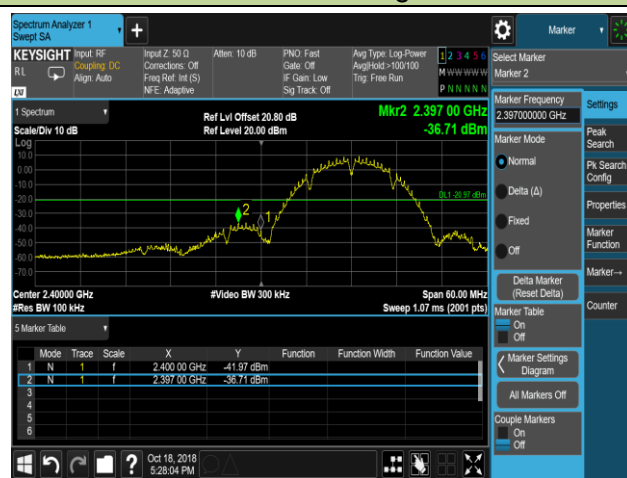 Spectrum Analyzer 1
Swept SA
Marker
KEYSIGHT
RL
LXI
Input: RF
Coupling: DC
Align: Auto
Input Z: 50 Ω
Corrections: Off
Freq Ref: Int (S)
NFE: Adaptive
Atten: 10 dB
PNO: Fast
Gate: Off
IF Gain: Low
Sig Track: Off
Avg Type: Log-Power
Avg|Hold:>100/100
Trig: Free Run
1 2 3 4 5 6
M W W W W W
P N N N N N
Select Marker
Marker 2
1 Spectrum
Scale/Div 10 dB
Log
Ref Lvl Offset 20.80 dB
Ref Level 20.00 dBm
Mkr2 2.397 00 GHz
-36.71 dBm
10.0
0.00
-10.0
-20.0
-30.0
-40.0
-50.0
-60.0
-70.0
DL1 -20.97 dBm
2
1
Center 2.40000 GHz
#Res BW 100 kHz
#Video BW 300 kHz
Span 60.00 MHz
Sweep 1.07 ms (2001 pts)
5 Marker Table
Mode Trace Scale X Y Function Function Width Function Value
1 N 1 f 2.400 00 GHz -41.97 dBm
2 N 1 f 2.397 00 GHz -36.71 dBm
3
4
5
6
Marker Frequency
2.397000000 GHz
Marker Mode
Normal
Delta (Δ)
Fixed
Off
Delta Marker
(Reset Delta)
Marker Table
On
Off
Marker Settings
Diagram
All Markers Off
Couple Markers
On
Off
Settings
Peak
Search
Pk Search
Config
Properties
Marker
Function
Marker→
Counter
?
Oct 18, 2018
5:28:04 PM